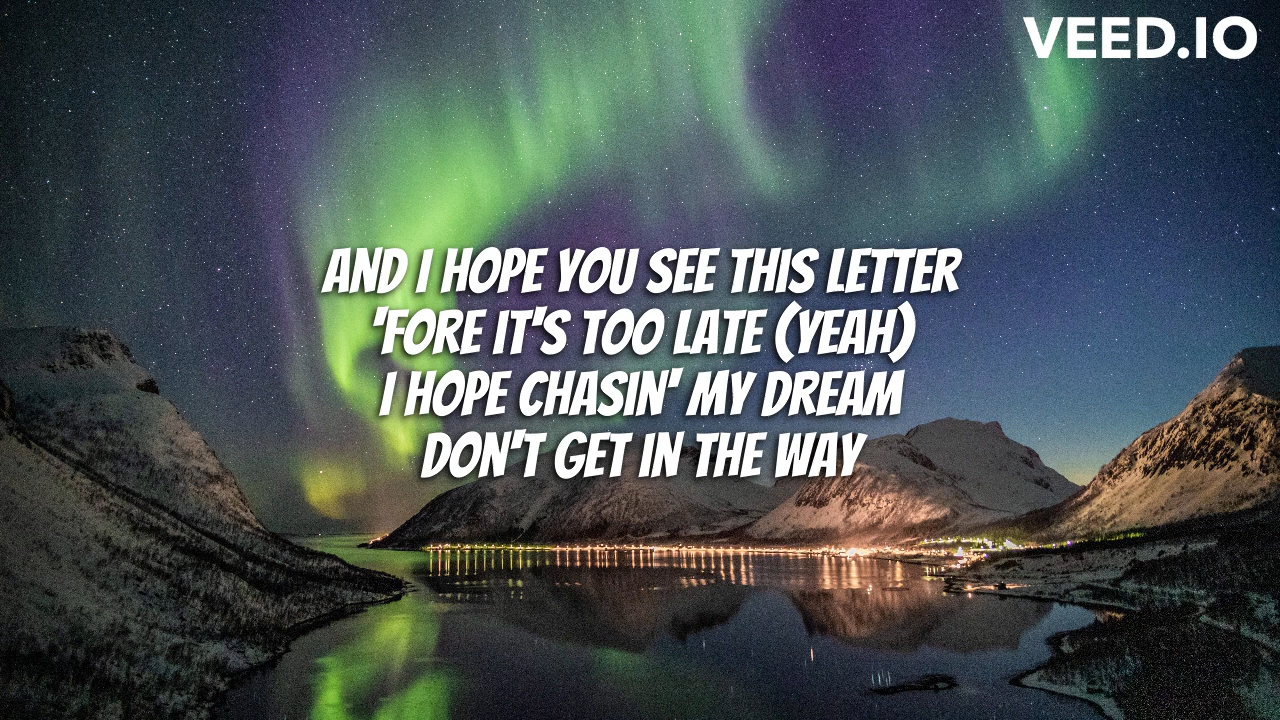 VEED.IO
AND I HOPE YOU SEE THIS LETTER
'FORE IT'S TOO LATE (YEAH)
I HOPE CHASIN' MY DREAM
DON'T GET IN THE WAY